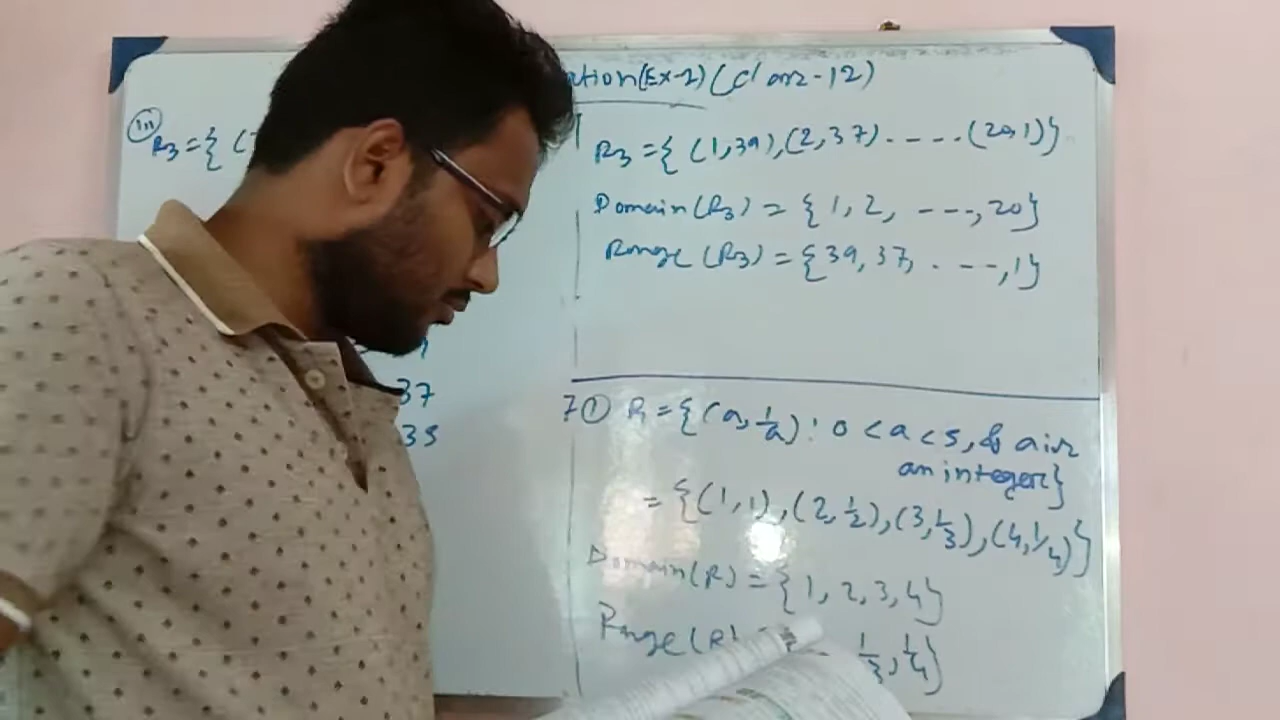 ation(Ex-1) (Class-12)
(iii) R3 = { (
37
35
R3 = { (1,39), (2,37) ----- (20,1)}
Domain (R3) = {1, 2, ----, 20}
Range (R3) = {39, 37, ----, 1}
7 (i) R = {(a, 1/a) : 0 < a < 5, & a is
an integer}
= {(1,1), (2, 1/2), (3, 1/3), (4, 1/4)}
Domain(R) = {1, 2, 3, 4}
Range(R) 1/3, 1/4}